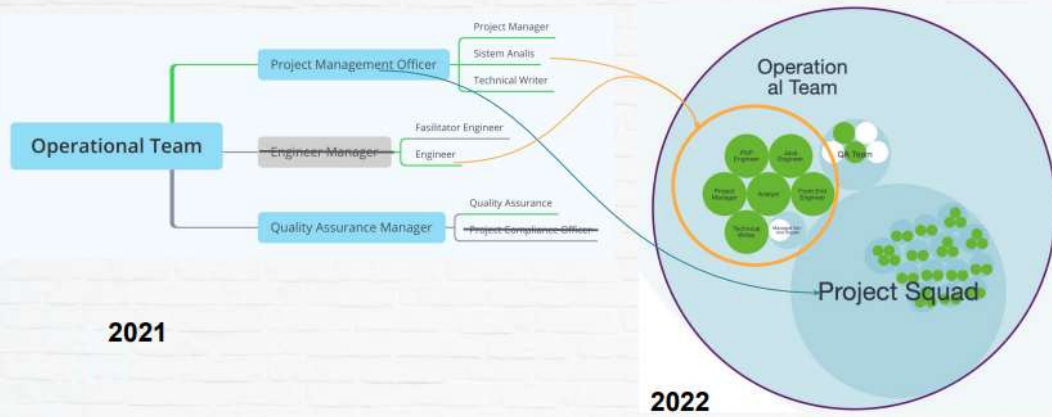 Project Manager
Project Management Officer
Sistem Analis
Technical Writer
Operational Team
Fasilitator Engineer
Engineer Manager
Engineer
Quality Assurance
Quality Assurance Manager
Project Compliance Officer
2021
Operation
al Team
PHP
Engineer
Java
Engineer
QA Team
Project
Manager
Analyst
Front End
Engineer
Technical
Writer
Project Squad
2022